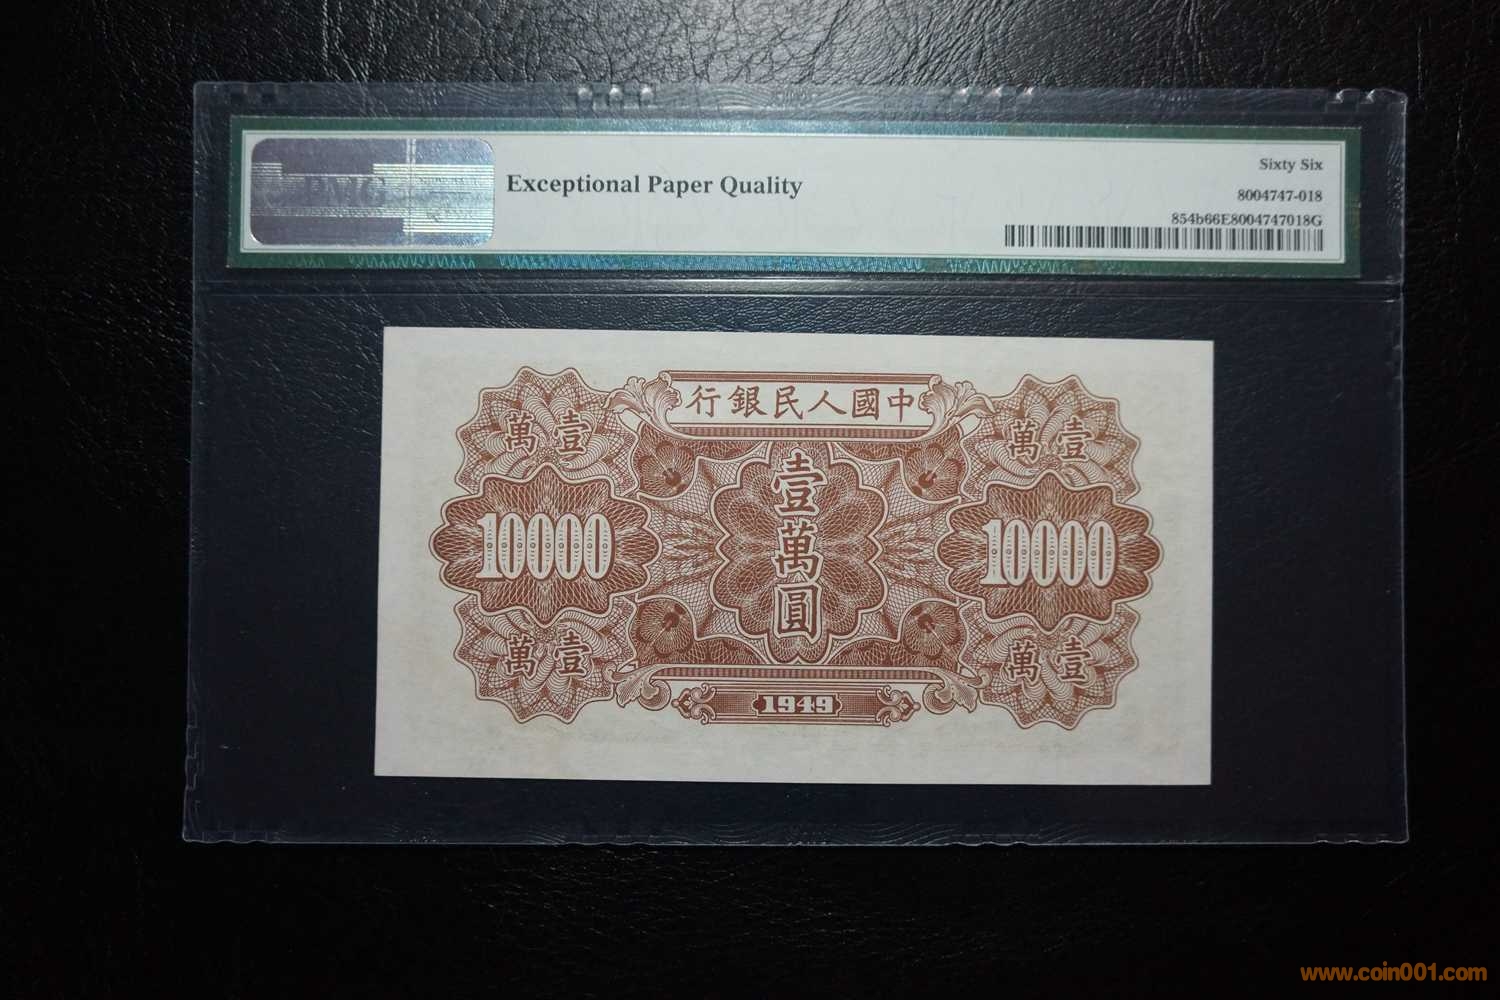 PMG
Exceptional Paper Quality
Sixty Six
8004747-018
854b66E8004747018G
行銀民人國中
萬壹
萬壹
壹萬圓
10000
10000
萬壹
萬壹
1949
www.coin001.com